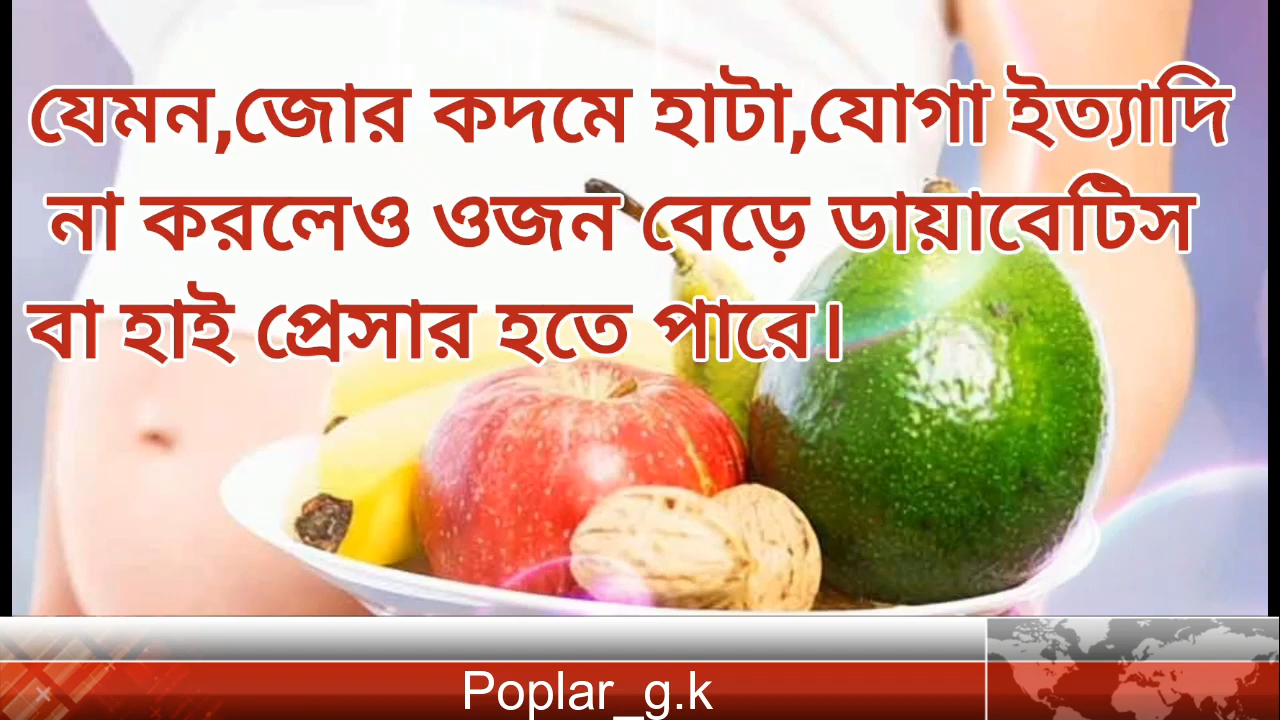 যেমন,জোর কদমে হাটা,যোগা ইত্যাদি
না করলেও ওজন বেড়ে ডায়াবেটিস
বা হাই প্রেসার হতে পারে।
Poplar_g.k